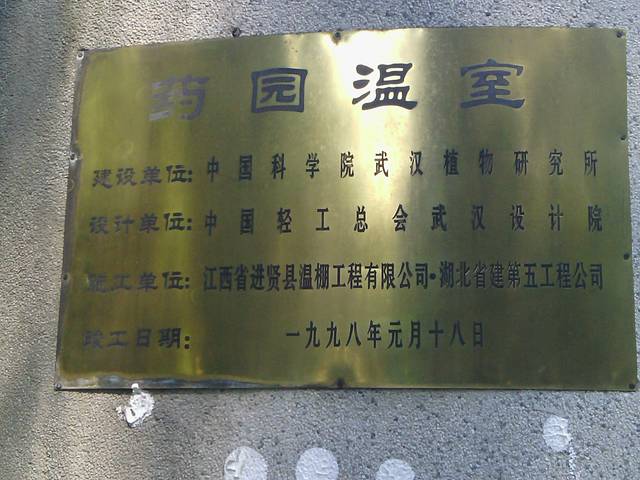 药园温室
建设单位:中国科学院武汉植物研究所
设计单位:中国轻工总会武汉设计院
施工单位:江西省进贤县温棚工程有限公司·湖北省建第五工程公司
竣工日期:一九九八年元月十八日